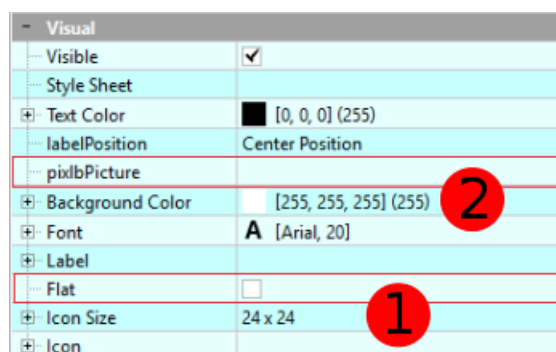 Visual
Visible
Style Sheet
Text Color [0, 0, 0] (255)
labelPosition Center Position
pixlbPicture
Background Color [255, 255, 255] (255)
2
Font A [Arial, 20]
Label
Flat
Icon Size 24 x 24
1
Icon